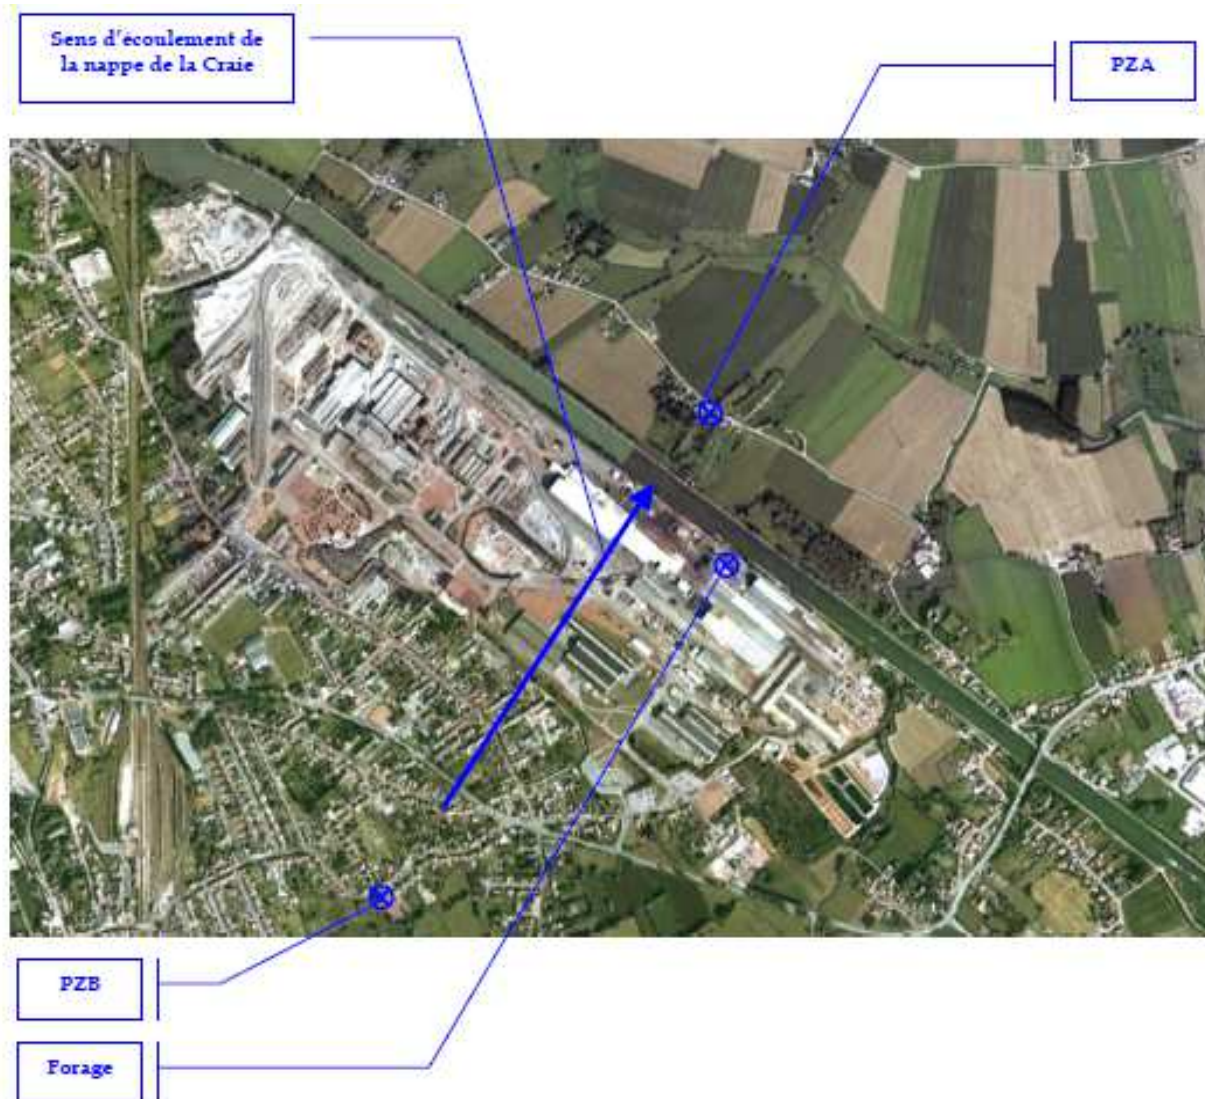 Sens d'écoulement de
la nappe de la Craie
PZA
PZB
Forage